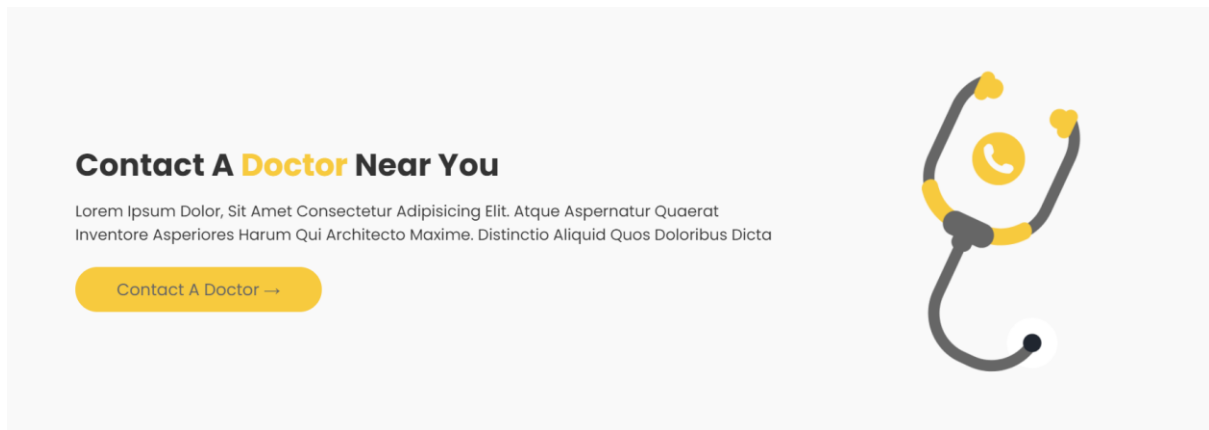 Contact A Doctor Near You
Lorem Ipsum Dolor, Sit Amet Consectetur Adipisicing Elit. Atque Aspernatur Quaerat
Inventore Asperiores Harum Qui Architecto Maxime. Distinctio Aliquid Quos Doloribus Dicta
Contact A Doctor →